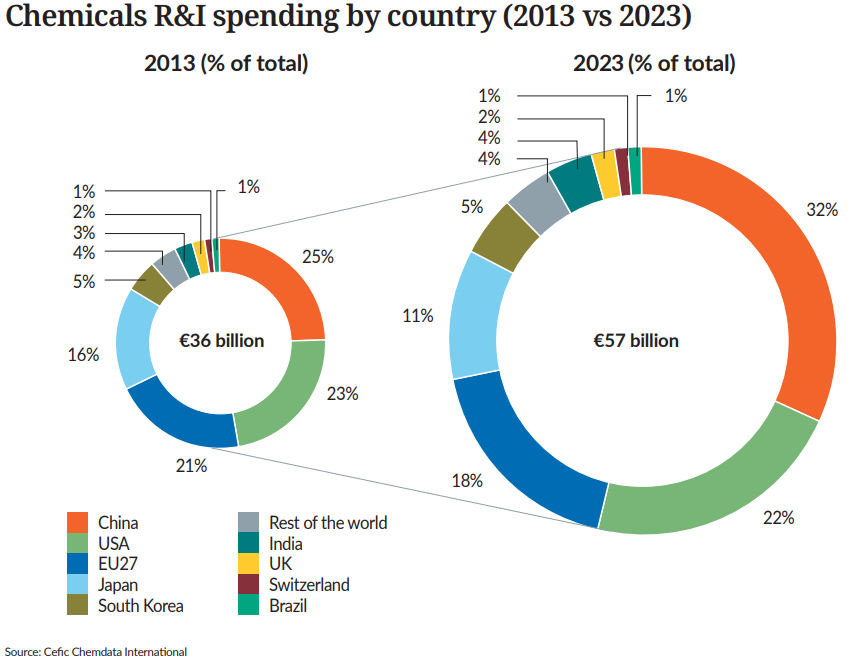 Chemicals R&I spending by country (2013 vs 2023)
2013 (% of total)
2023 (% of total)
1%
1%
2%
3%
4%
5%
25%
16%
€36 billion
23%
21%
1%
1%
2%
4%
4%
5%
32%
11%
€57 billion
18%
22%
China
USA
EU27
Japan
South Korea
Rest of the world
India
UK
Switzerland
Brazil
Source: Cefic Chemdata International